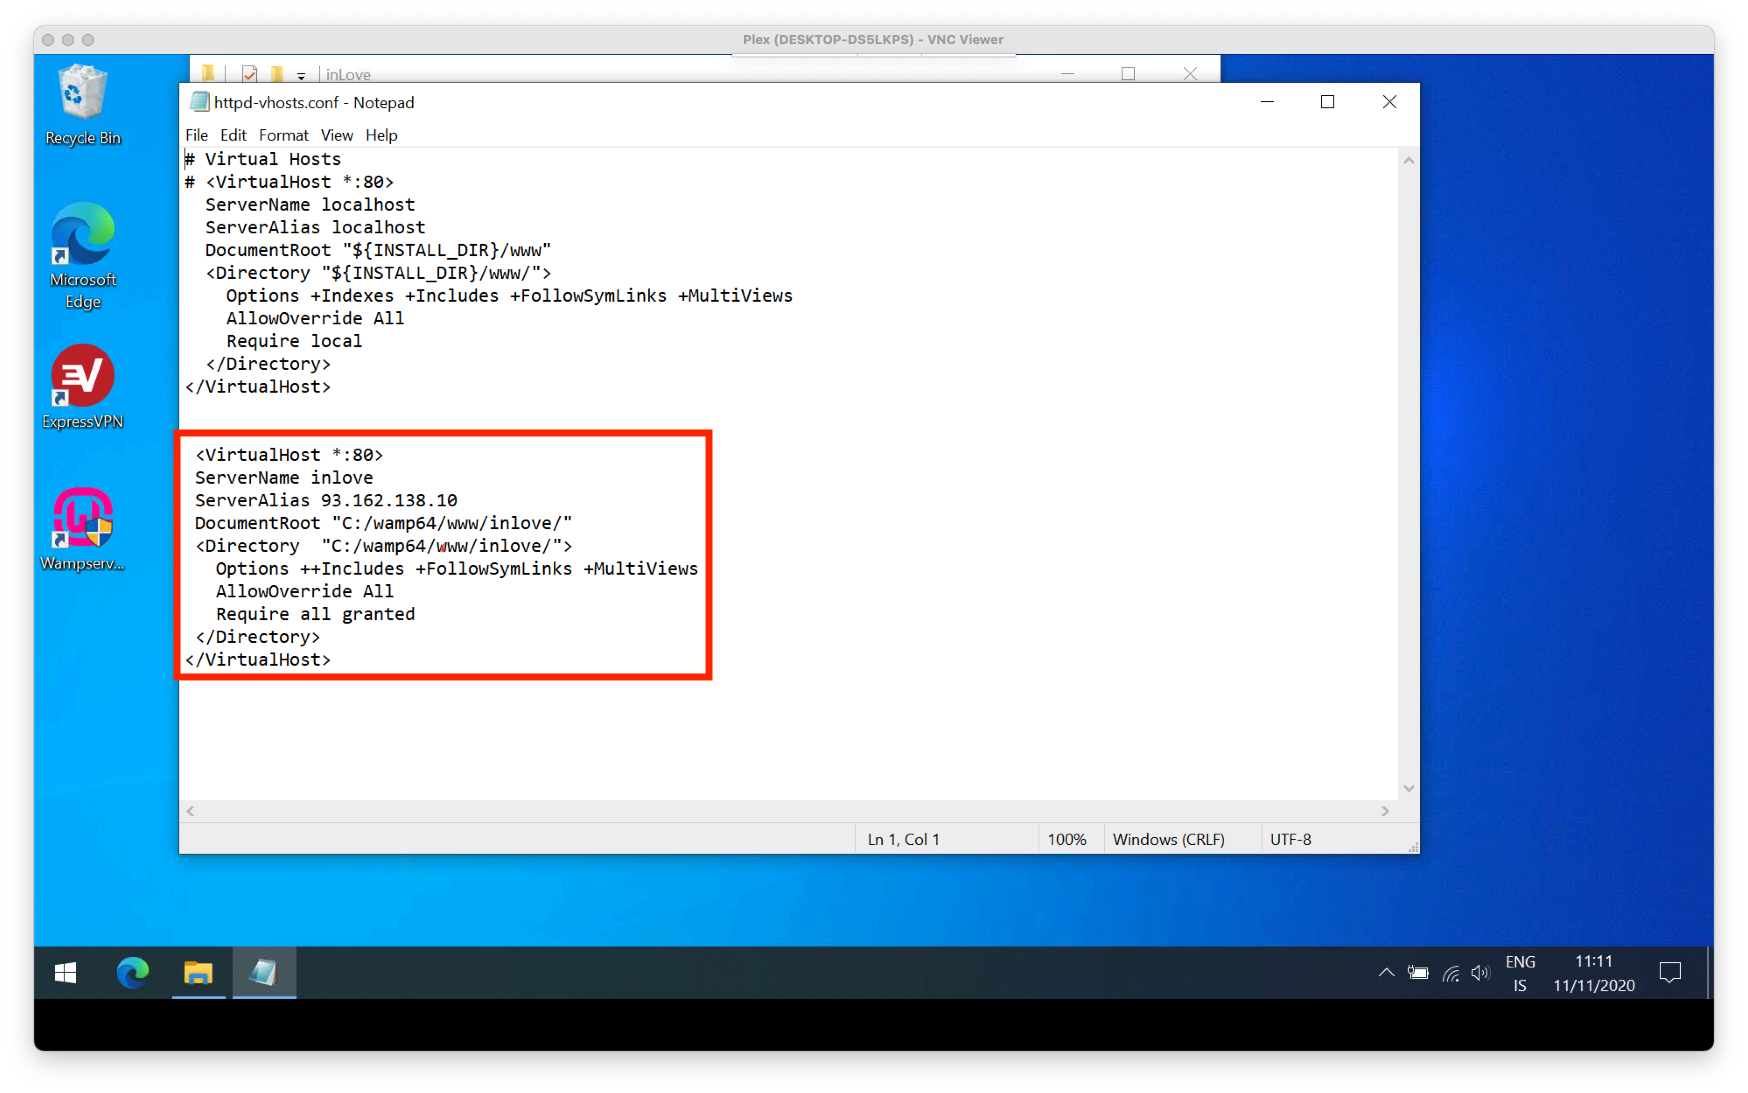 Plex (DESKTOP-DS5LKPS) - VNC Viewer
inLove
httpd-vhosts.conf - Notepad
File Edit Format View Help
# Virtual Hosts
# <VirtualHost *:80>
ServerName localhost
ServerAlias localhost
DocumentRoot "${INSTALL_DIR}/www"
<Directory "${INSTALL_DIR}/www/">
Options +Indexes +Includes +FollowSymLinks +MultiViews
AllowOverride All
Require local
</Directory>
</VirtualHost>
<VirtualHost *:80>
ServerName inlove
ServerAlias 93.162.138.10
DocumentRoot "C:/wamp64/www/inlove/"
<Directory  "C:/wamp64/www/inlove/">
Options ++Includes +FollowSymLinks +MultiViews
AllowOverride All
Require all granted
</Directory>
</VirtualHost>
Ln 1, Col 1
100%
Windows (CRLF)
UTF-8
Recycle Bin
Microsoft
Edge
ExpressVPN
Wampserv...
ENG
IS
11:11
11/11/2020